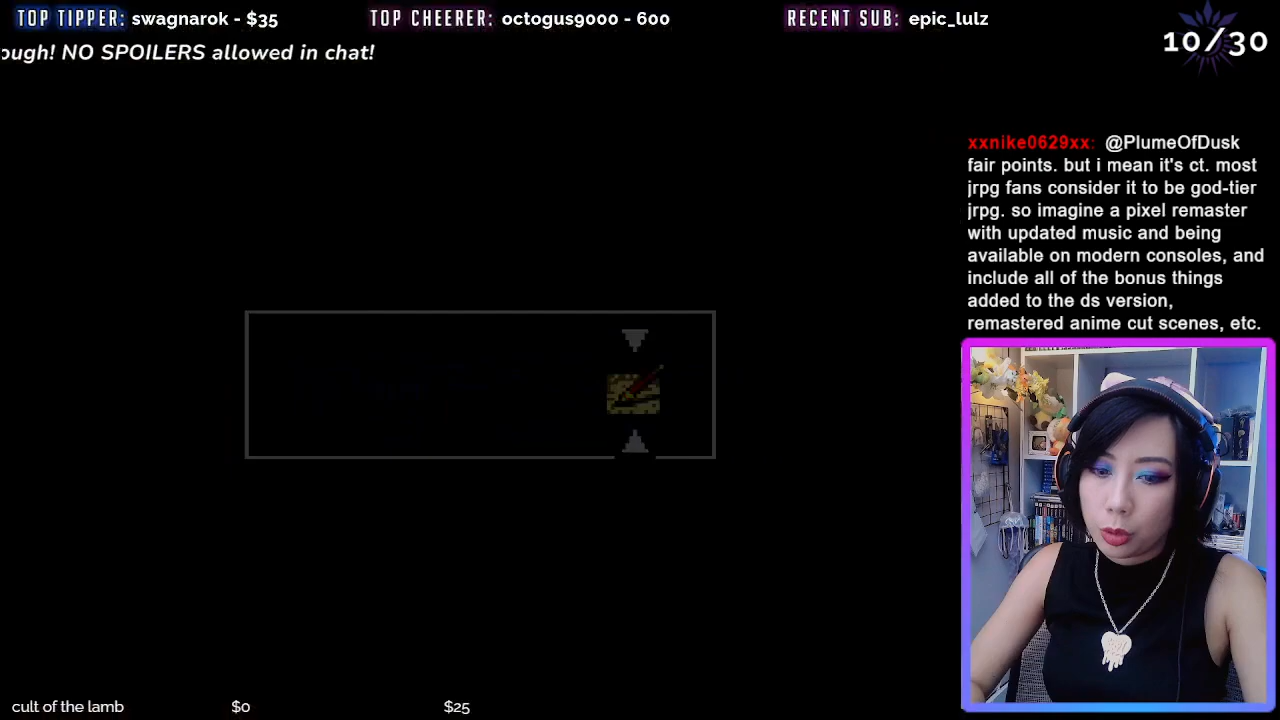 TOP TIPPER: swagnarok - $35
TOP CHEERER: octogus9000 - 600
RECENT SUB: epic_lulz
10/30
ough! NO SPOILERS allowed in chat!
xxnike0629xx: @PlumeOfDusk
fair points. but i mean it's ct. most
jrpg fans consider it to be god-tier
jrpg. so imagine a pixel remaster
with updated music and being
available on modern consoles, and
include all of the bonus things
added to the ds version,
remastered anime cut scenes, etc.
cult of the lamb
$0
$25